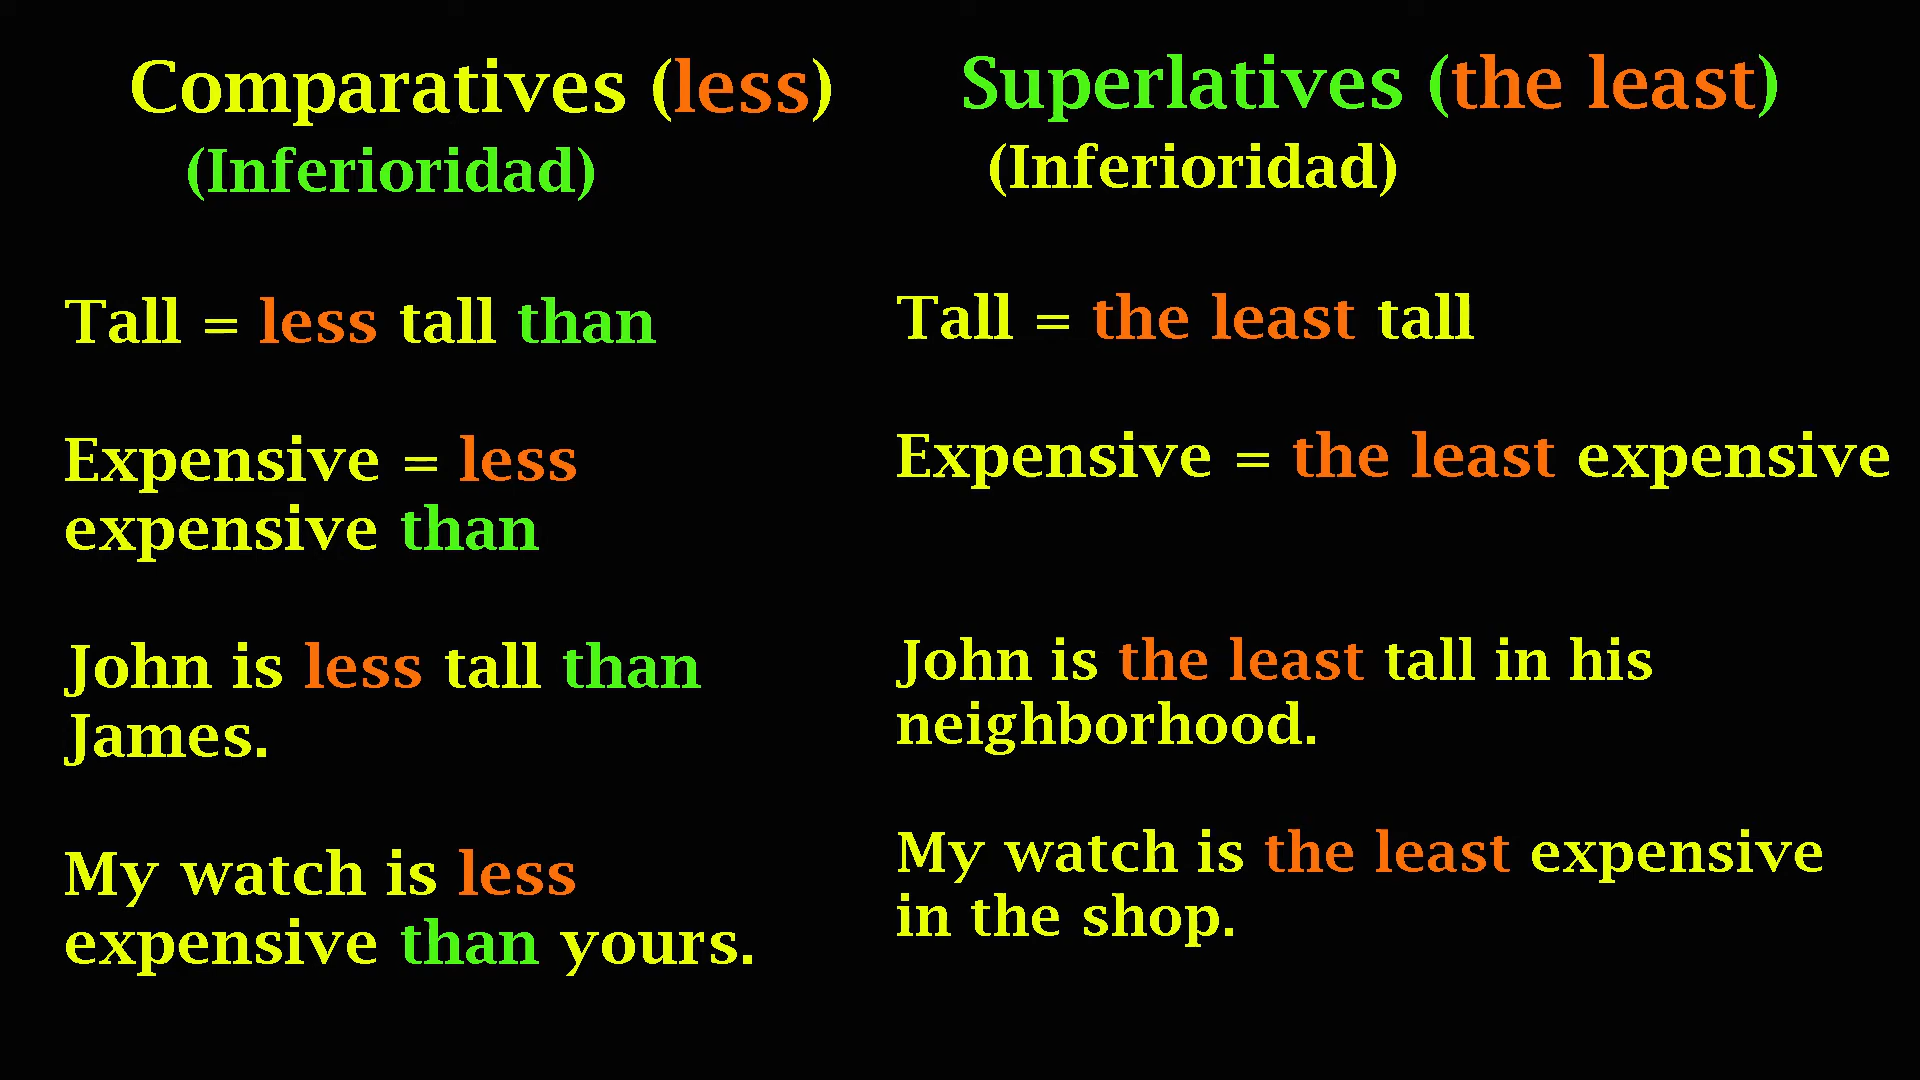 Comparatives (less)
(Inferioridad)
Tall = less tall than
Expensive = less
expensive than
John is less tall than
James.
My watch is less
expensive than yours.
Superlatives (the least)
(Inferioridad)
Tall = the least tall
Expensive = the least expensive
John is the least tall in his
neighborhood.
My watch is the least expensive
in the shop.